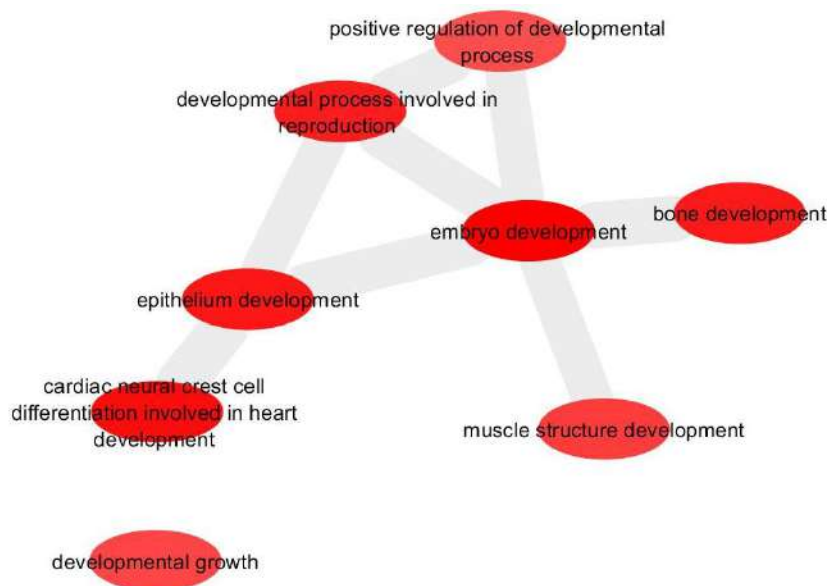 positive regulation of developmental
process
developmental process involved in
reproduction
bone development
embryo development
epithelium development
cardiac neural crest cell
differentiation involved in heart
development
muscle structure development
developmental growth